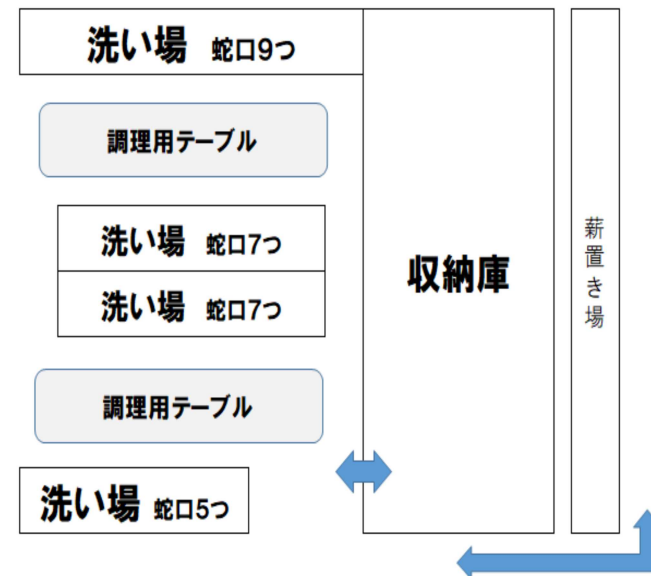 洗い場 蛇口9つ
調理用テーブル
洗い場 蛇口7つ
洗い場 蛇口7つ
調理用テーブル
洗い場 蛇口5つ
収納庫
薪置き場